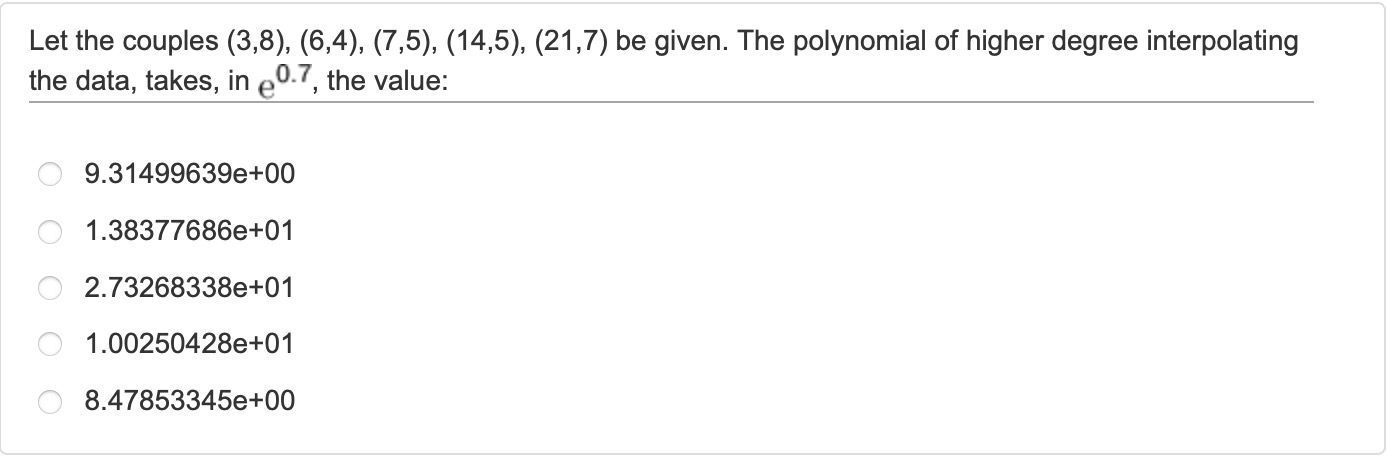 Let the couples (3,8), (6,4), (7,5), (14,5), (21,7) be given. The polynomial of higher degree interpolating
the data, takes, in e^0.7, the value:
9.31499639e+00
1.38377686e+01
2.73268338e+01
1.00250428e+01
8.47853345e+00